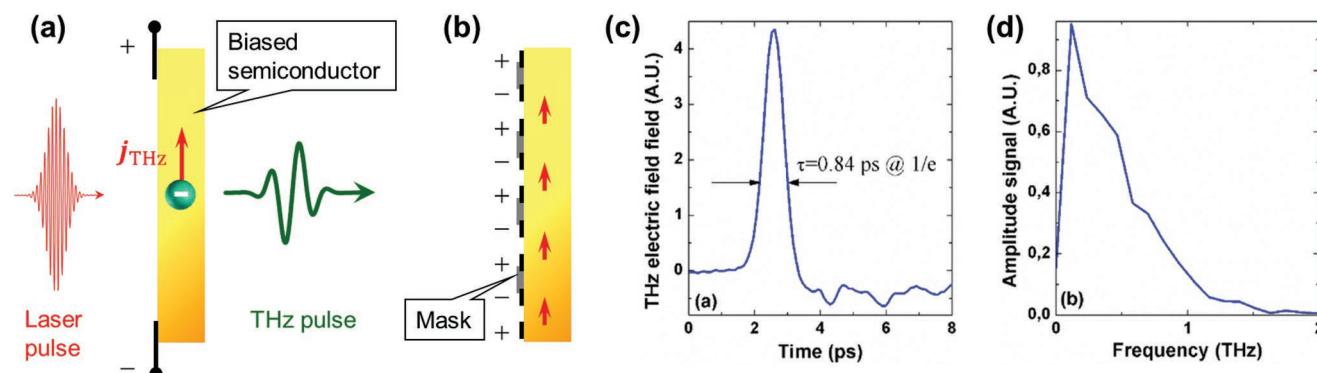 (a)
+
Biased
semiconductor
j_THz
−
Laser
pulse
THz pulse
−
(b)
+
−
+
−
+
−
+
−
+
Mask
(c)
THz electric field field (A.U.)
4
3
2
1
0
τ=0.84 ps @ 1/e
(a)
0 2 4 6 8
Time (ps)
(d)
Amplitude signal (A.U.)
0,8
0,6
0,4
0,2
0,0
(b)
0 1 2
Frequency (THz)